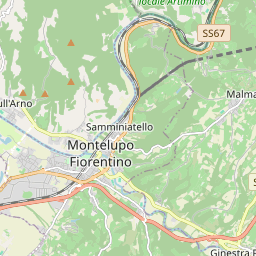 locale Artimino
SS67
ull'Arno
Malma
Samminiatello
Montelupo
Fiorentino
Ginestra F